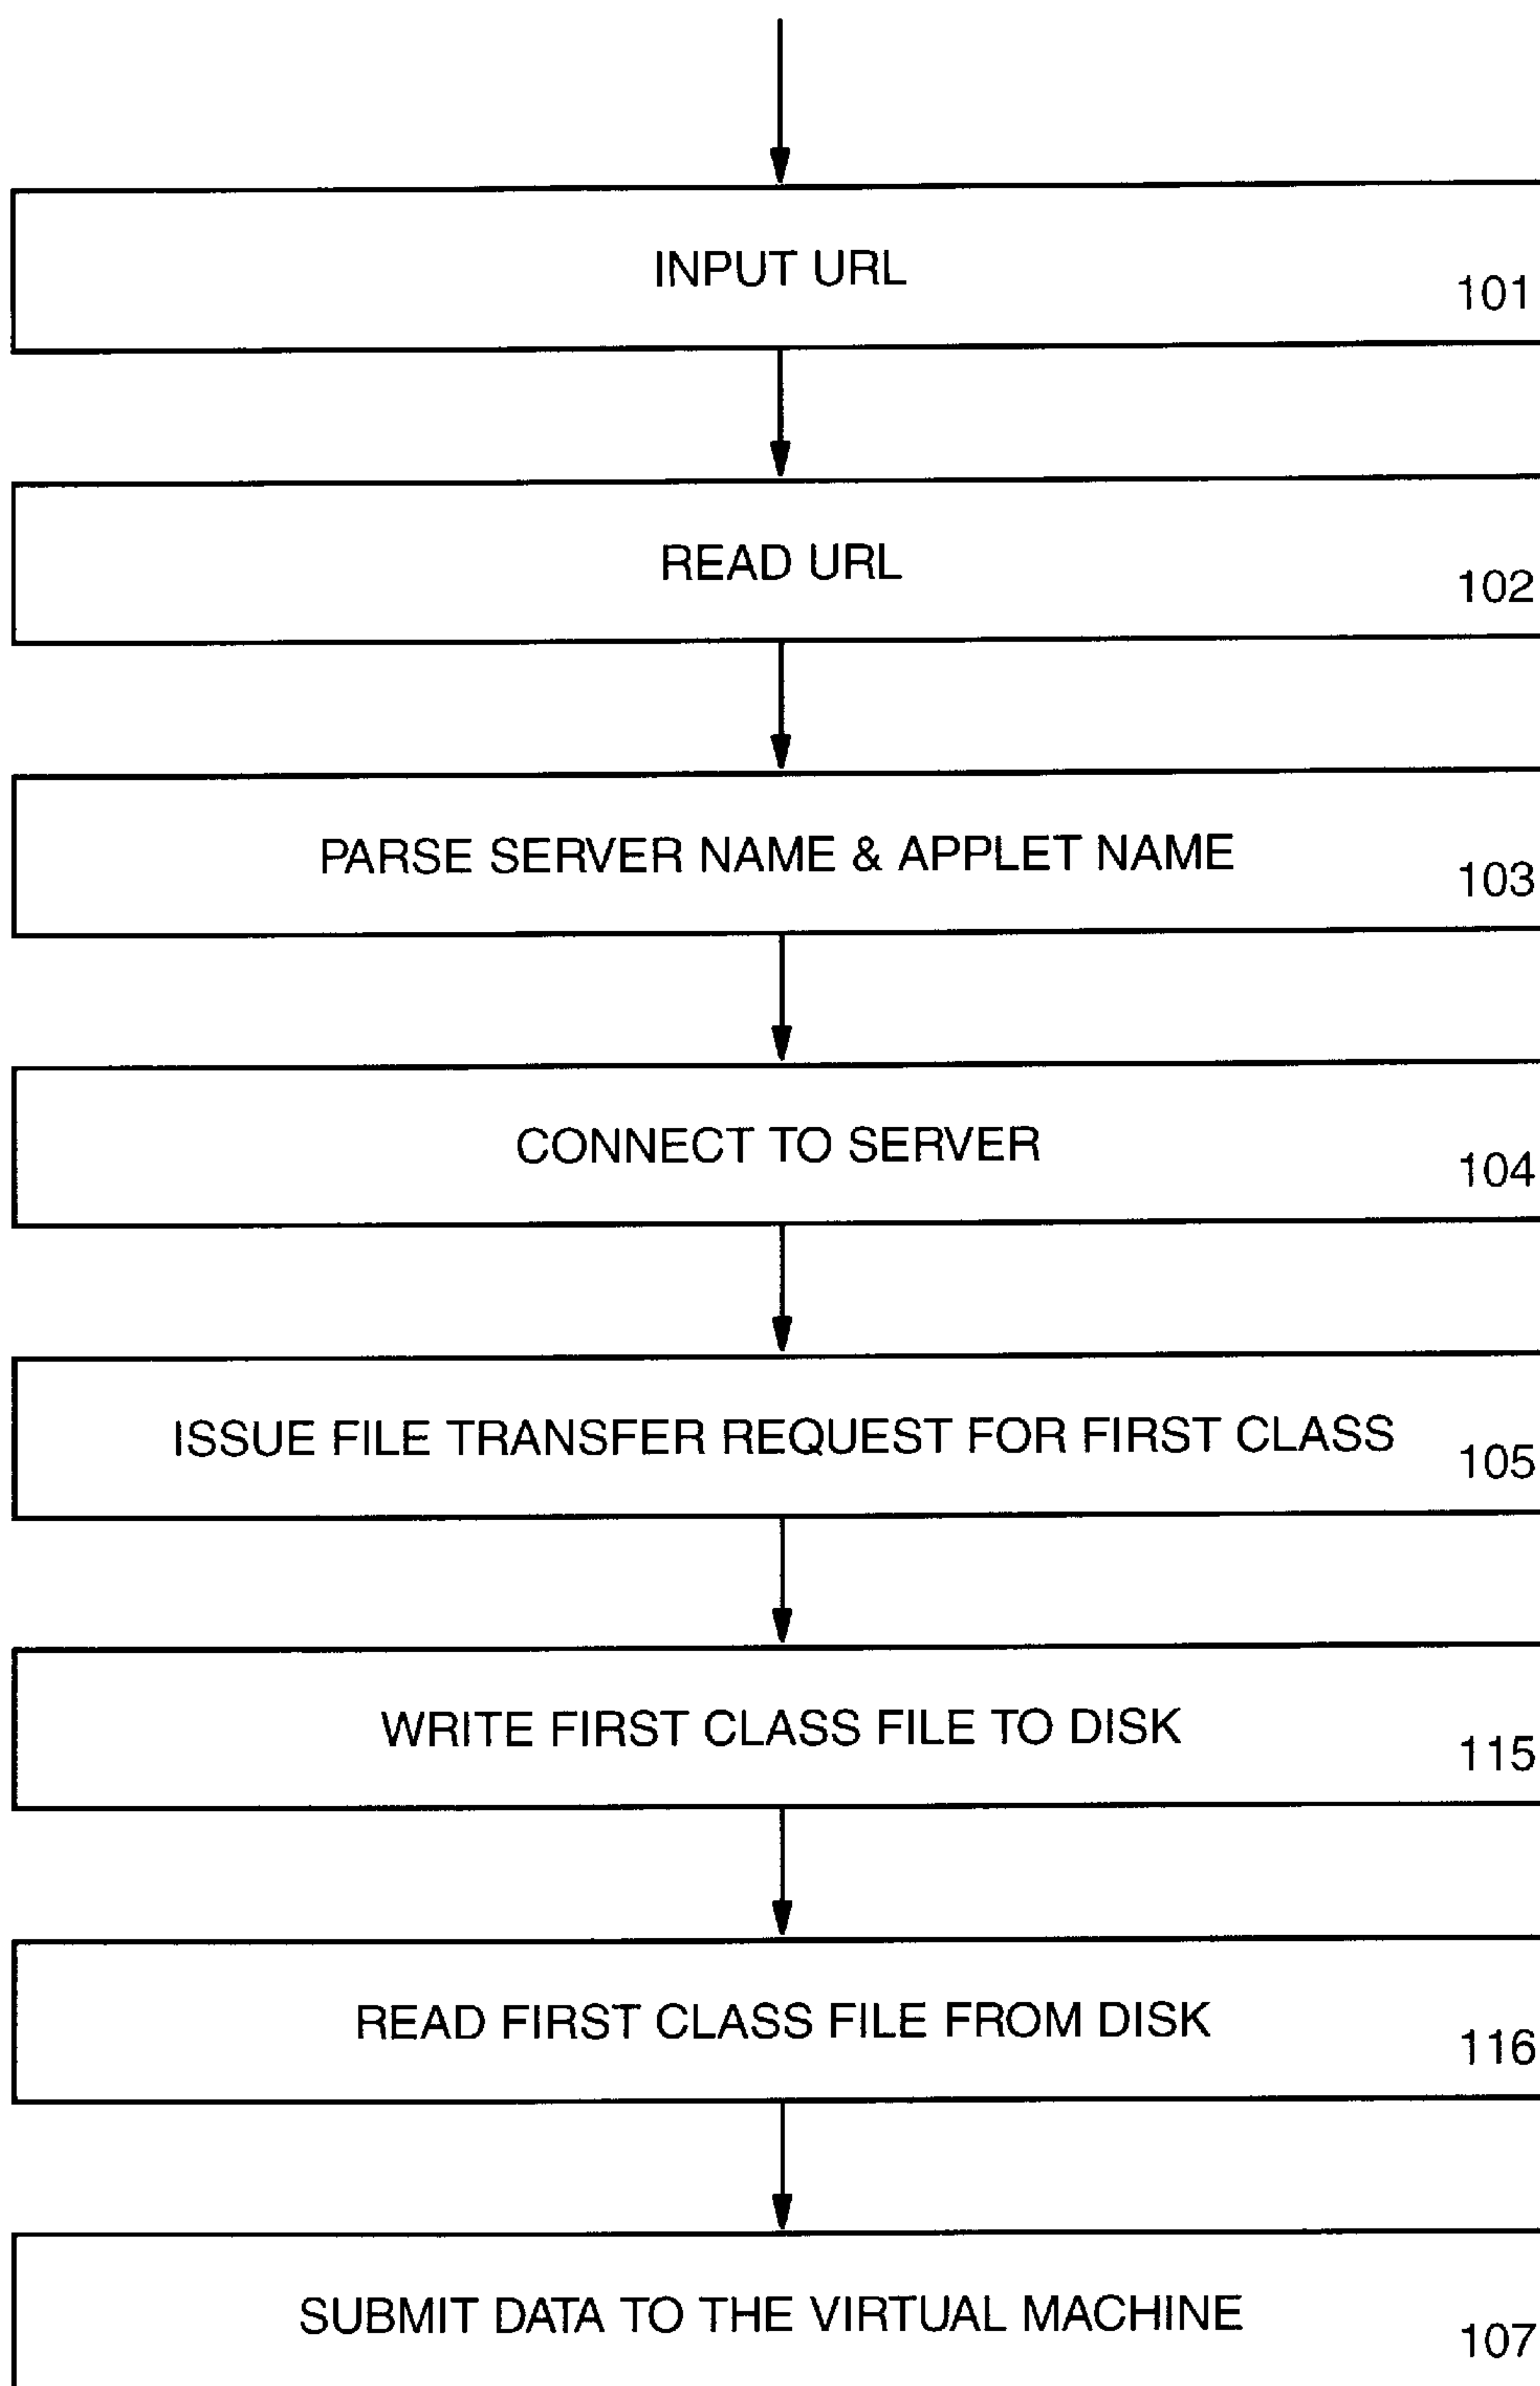 INPUT URL
101
READ URL
102
PARSE SERVER NAME & APPLET NAME
103
CONNECT TO SERVER
104
ISSUE FILE TRANSFER REQUEST FOR FIRST CLASS
105
WRITE FIRST CLASS FILE TO DISK
115
READ FIRST CLASS FILE FROM DISK
116
SUBMIT DATA TO THE VIRTUAL MACHINE
107